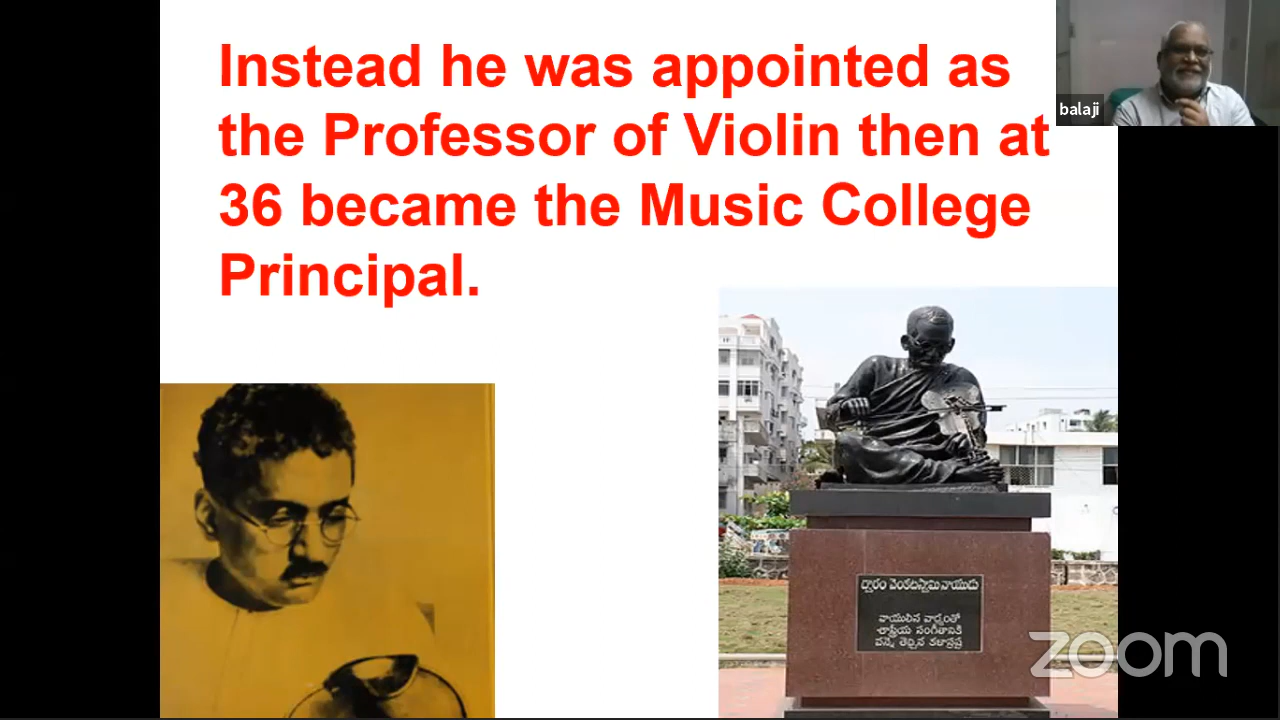 Instead he was appointed as
the Professor of Violin then at
36 became the Music College
Principal.
balaji
ద్వారం వెంకటస్వామి నాయుడు
వాయులీన వాద్యంతో
శాస్త్రీయ సంగీతానికి
వన్నె తెచ్చిన
zoom